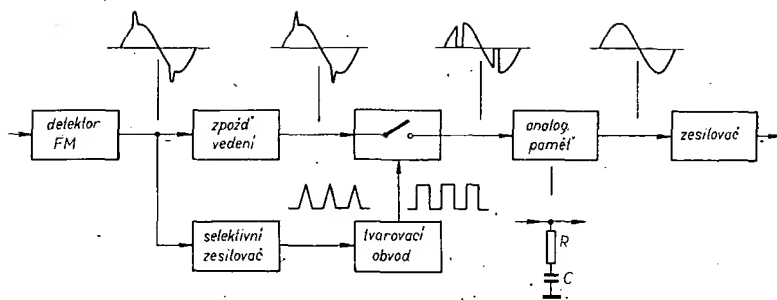 detektor
FM
zpožď
vedení
analog.
paměť
zesilovač
selektivní
zesilovač
tvarovací
obvod
R
C